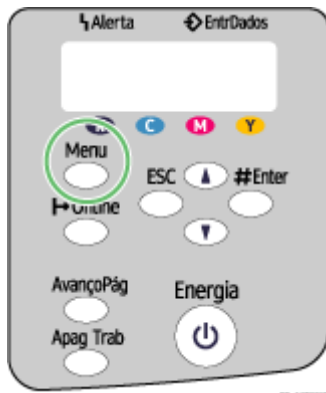 Alerta
EntrDados
C M Y
Menu
ESC
#Enter
Online
AvançoPág
Energia
Apag Trab